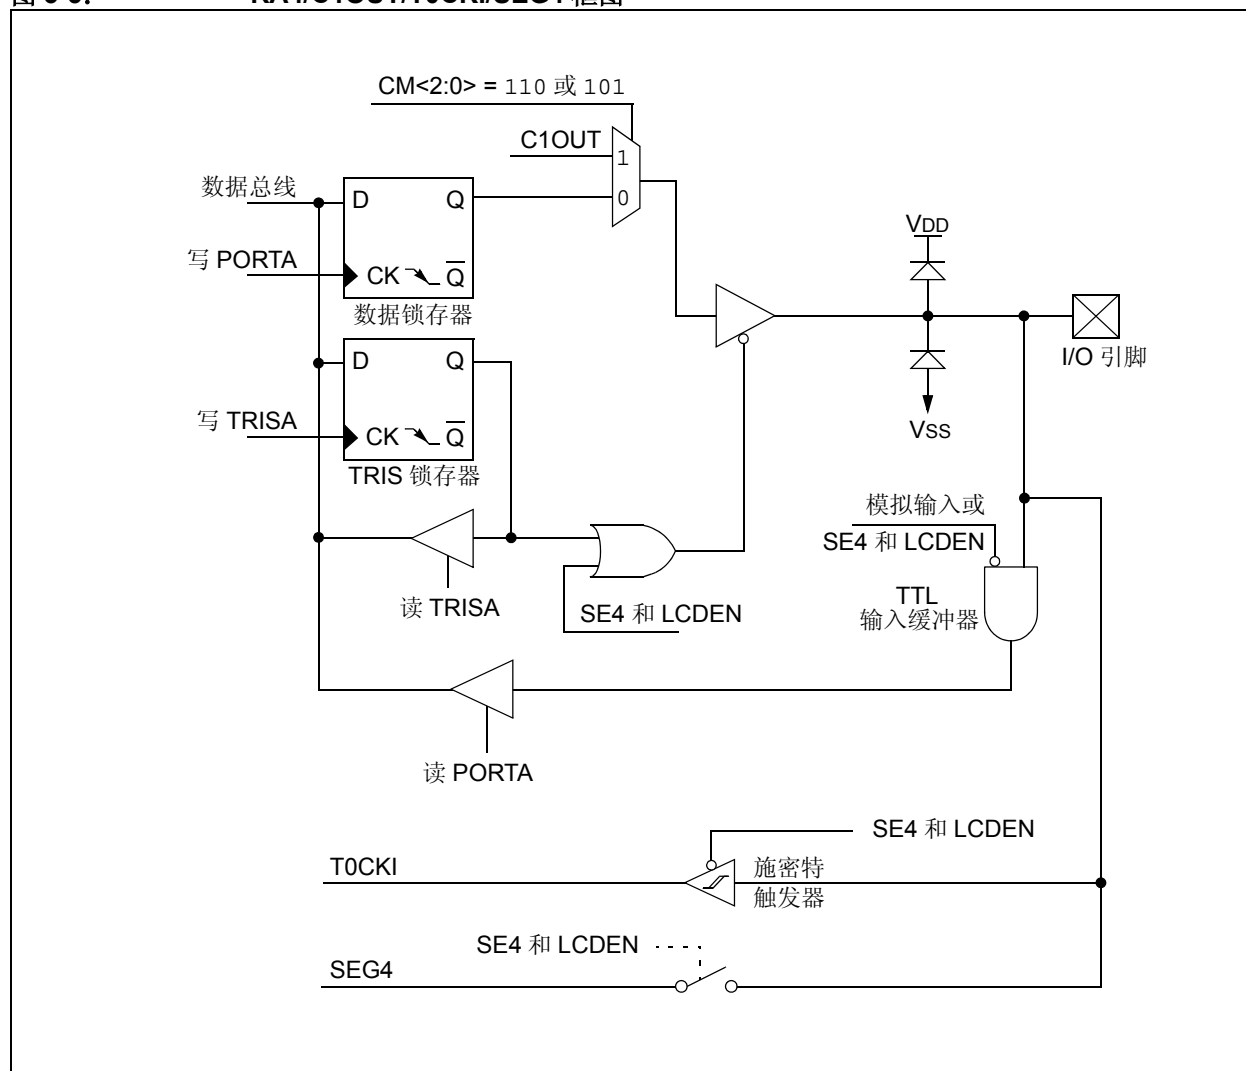 CM<2:0> = 110 或 101
C1OUT
1
0
数据总线
D Q
写 PORTA
CK Q
数据锁存器
D Q
写 TRISA
CK Q
TRIS 锁存器
VDD
I/O 引脚
VSS
模拟输入或
SE4 和 LCDEN
TTL
输入缓冲器
读 TRISA
SE4 和 LCDEN
读 PORTA
SE4 和 LCDEN
T0CKI
施密特
触发器
SE4 和 LCDEN
SEG4